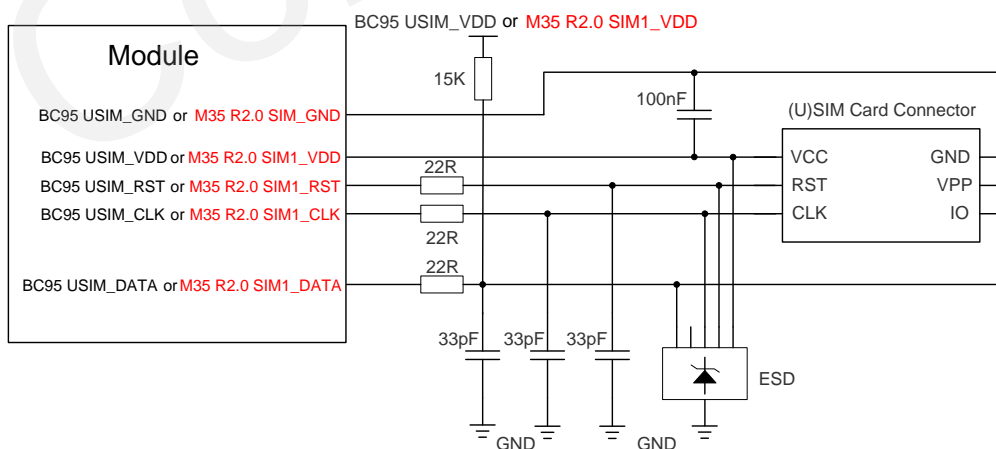 BC95 USIM_VDD or M35 R2.0 SIM1_VDD
Module
15K
100nF
(U)SIM Card Connector
BC95 USIM_GND or M35 R2.0 SIM_GND
BC95 USIM_VDD or M35 R2.0 SIM1_VDD
VCC GND
22R
BC95 USIM_RST or M35 R2.0 SIM1_RST
RST VPP
BC95 USIM_CLK or M35 R2.0 SIM1_CLK
CLK IO
22R
22R
BC95 USIM_DATA or M35 R2.0 SIM1_DATA
33pF 33pF 33pF
ESD
GND GND